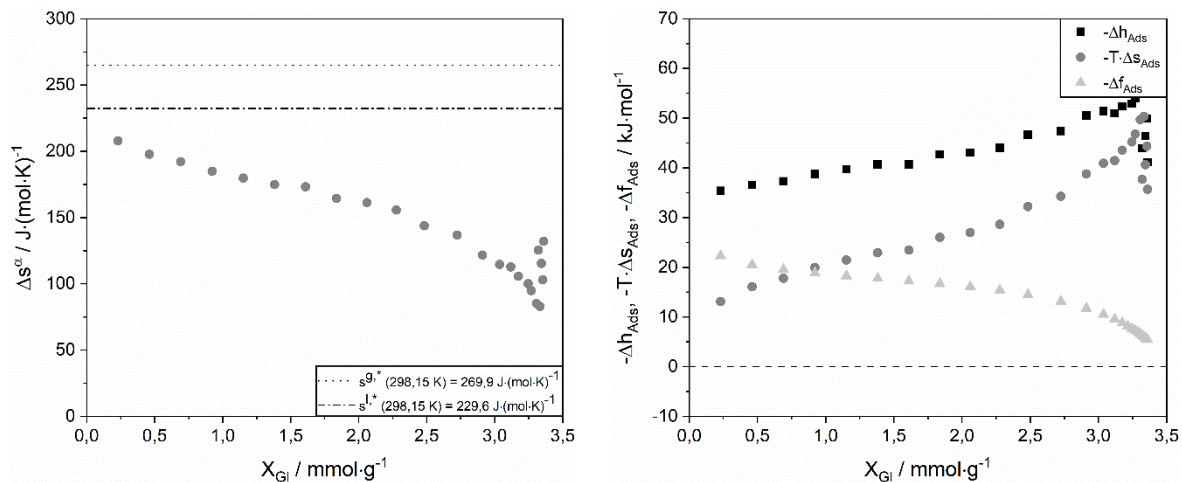 300
250
200
150
100
50
0
Δs^α / J·(mol·K)^-1
s^g,* (298,15 K) = 269,9 J·(mol·K)^-1
s^l,* (298,15 K) = 229,6 J·(mol·K)^-1
0,0 0,5 1,0 1,5 2,0 2,5 3,0 3,5
X_Gl / mmol·g^-1
70
60
50
40
30
20
10
0
-10
-Δh_Ads, -T·Δs_Ads, -Δf_Ads / kJ·mol^-1
-Δh_Ads
-T·Δs_Ads
-Δf_Ads
0,0 0,5 1,0 1,5 2,0 2,5 3,0 3,5
X_Gl / mmol·g^-1